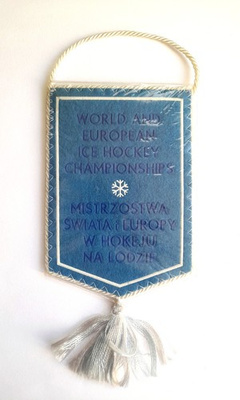 WORLD AND
EUROPEAN
ICE HOCKEY
CHAMPIONSHIPS
MISTRZOSTWA
ŚWIATA I EUROPY
W HOKEJU
NA LODZIE